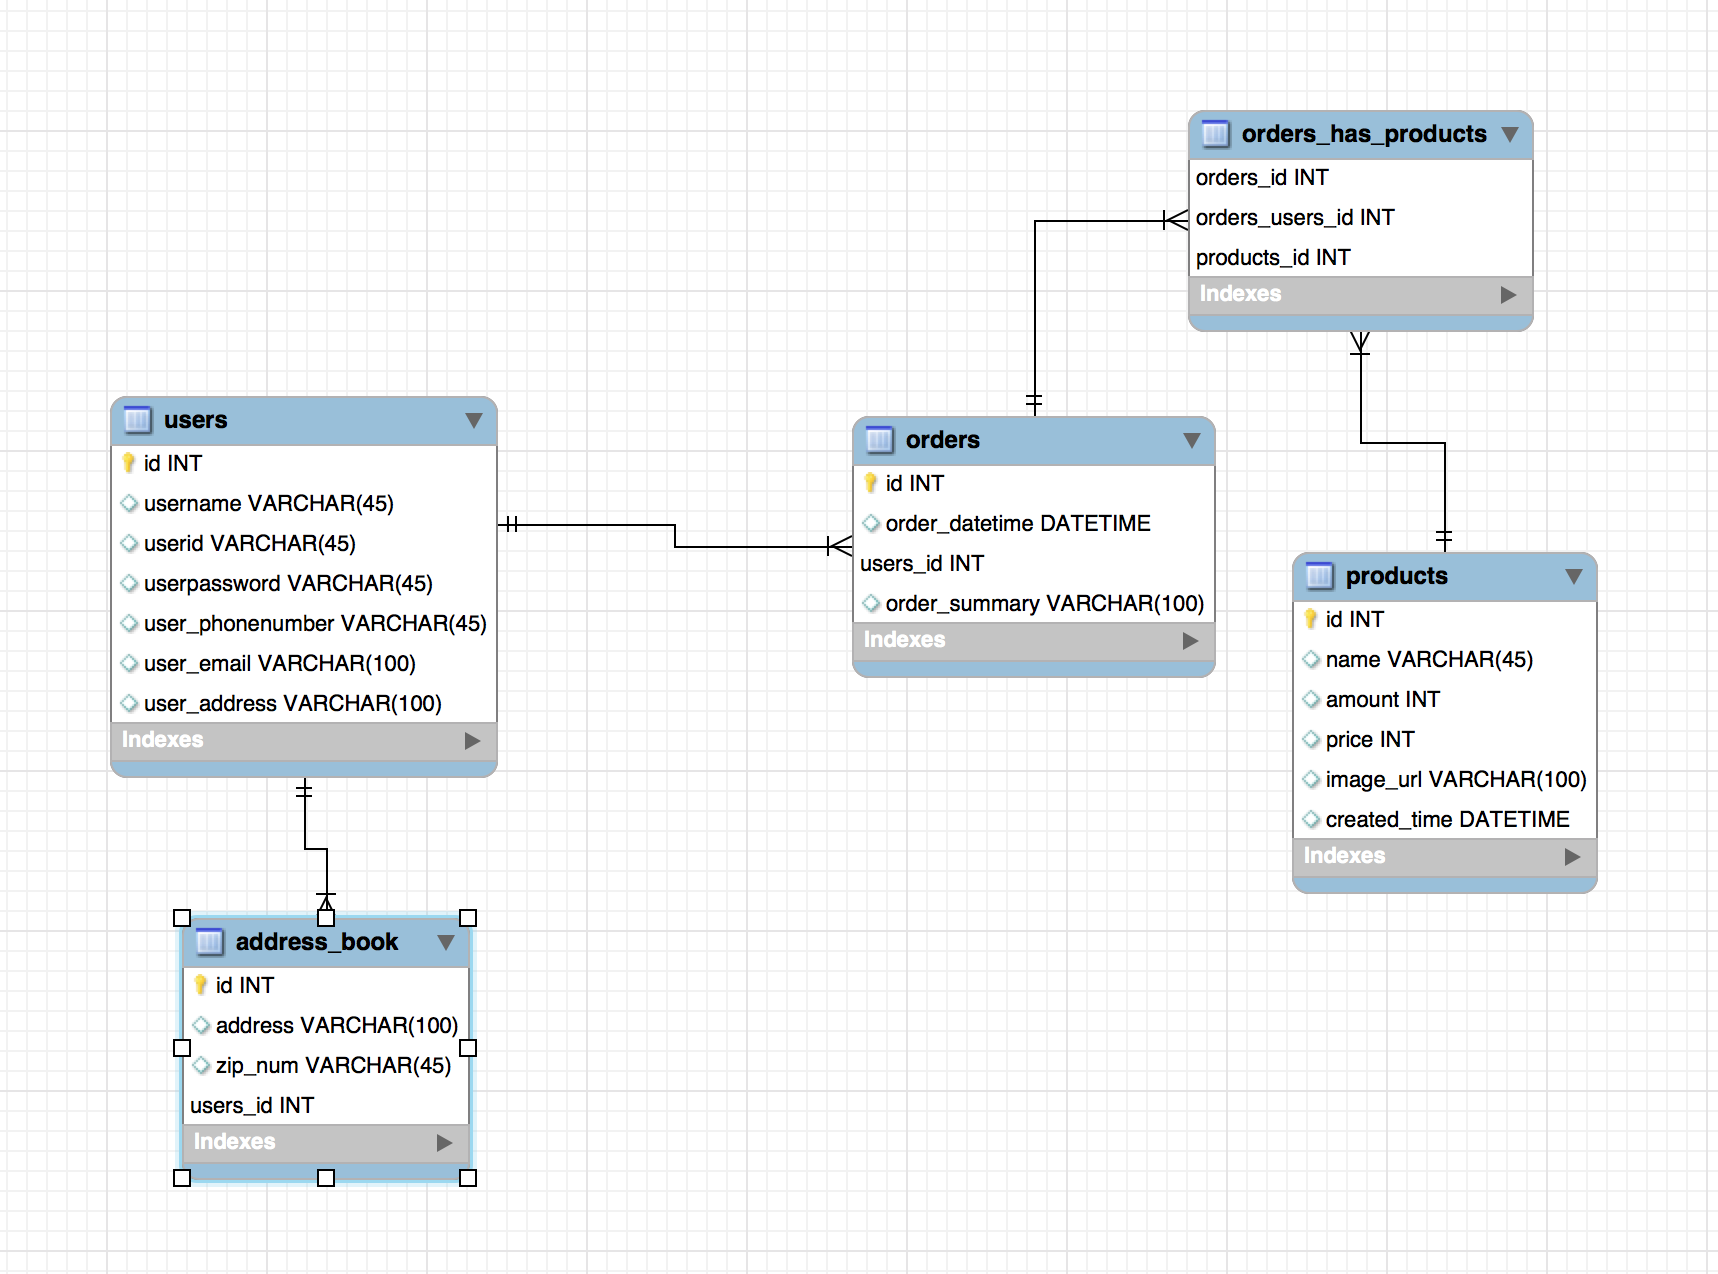 orders_has_products
orders_id INT
orders_users_id INT
products_id INT
Indexes
users
id INT
username VARCHAR(45)
userid VARCHAR(45)
userpassword VARCHAR(45)
user_phonenumber VARCHAR(45)
user_email VARCHAR(100)
user_address VARCHAR(100)
Indexes
orders
id INT
order_datetime DATETIME
users_id INT
order_summary VARCHAR(100)
Indexes
products
id INT
name VARCHAR(45)
amount INT
price INT
image_url VARCHAR(100)
created_time DATETIME
Indexes
address_book
id INT
address VARCHAR(100)
zip_num VARCHAR(45)
users_id INT
Indexes